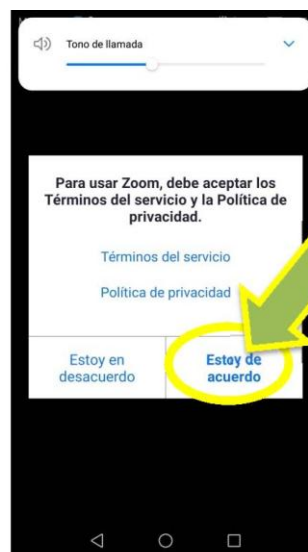 Tono de llamada
Para usar Zoom, debe aceptar los
Términos del servicio y la Política de
privacidad.
Términos del servicio
Política de privacidad
Estoy en
desacuerdo
Estoy de
acuerdo